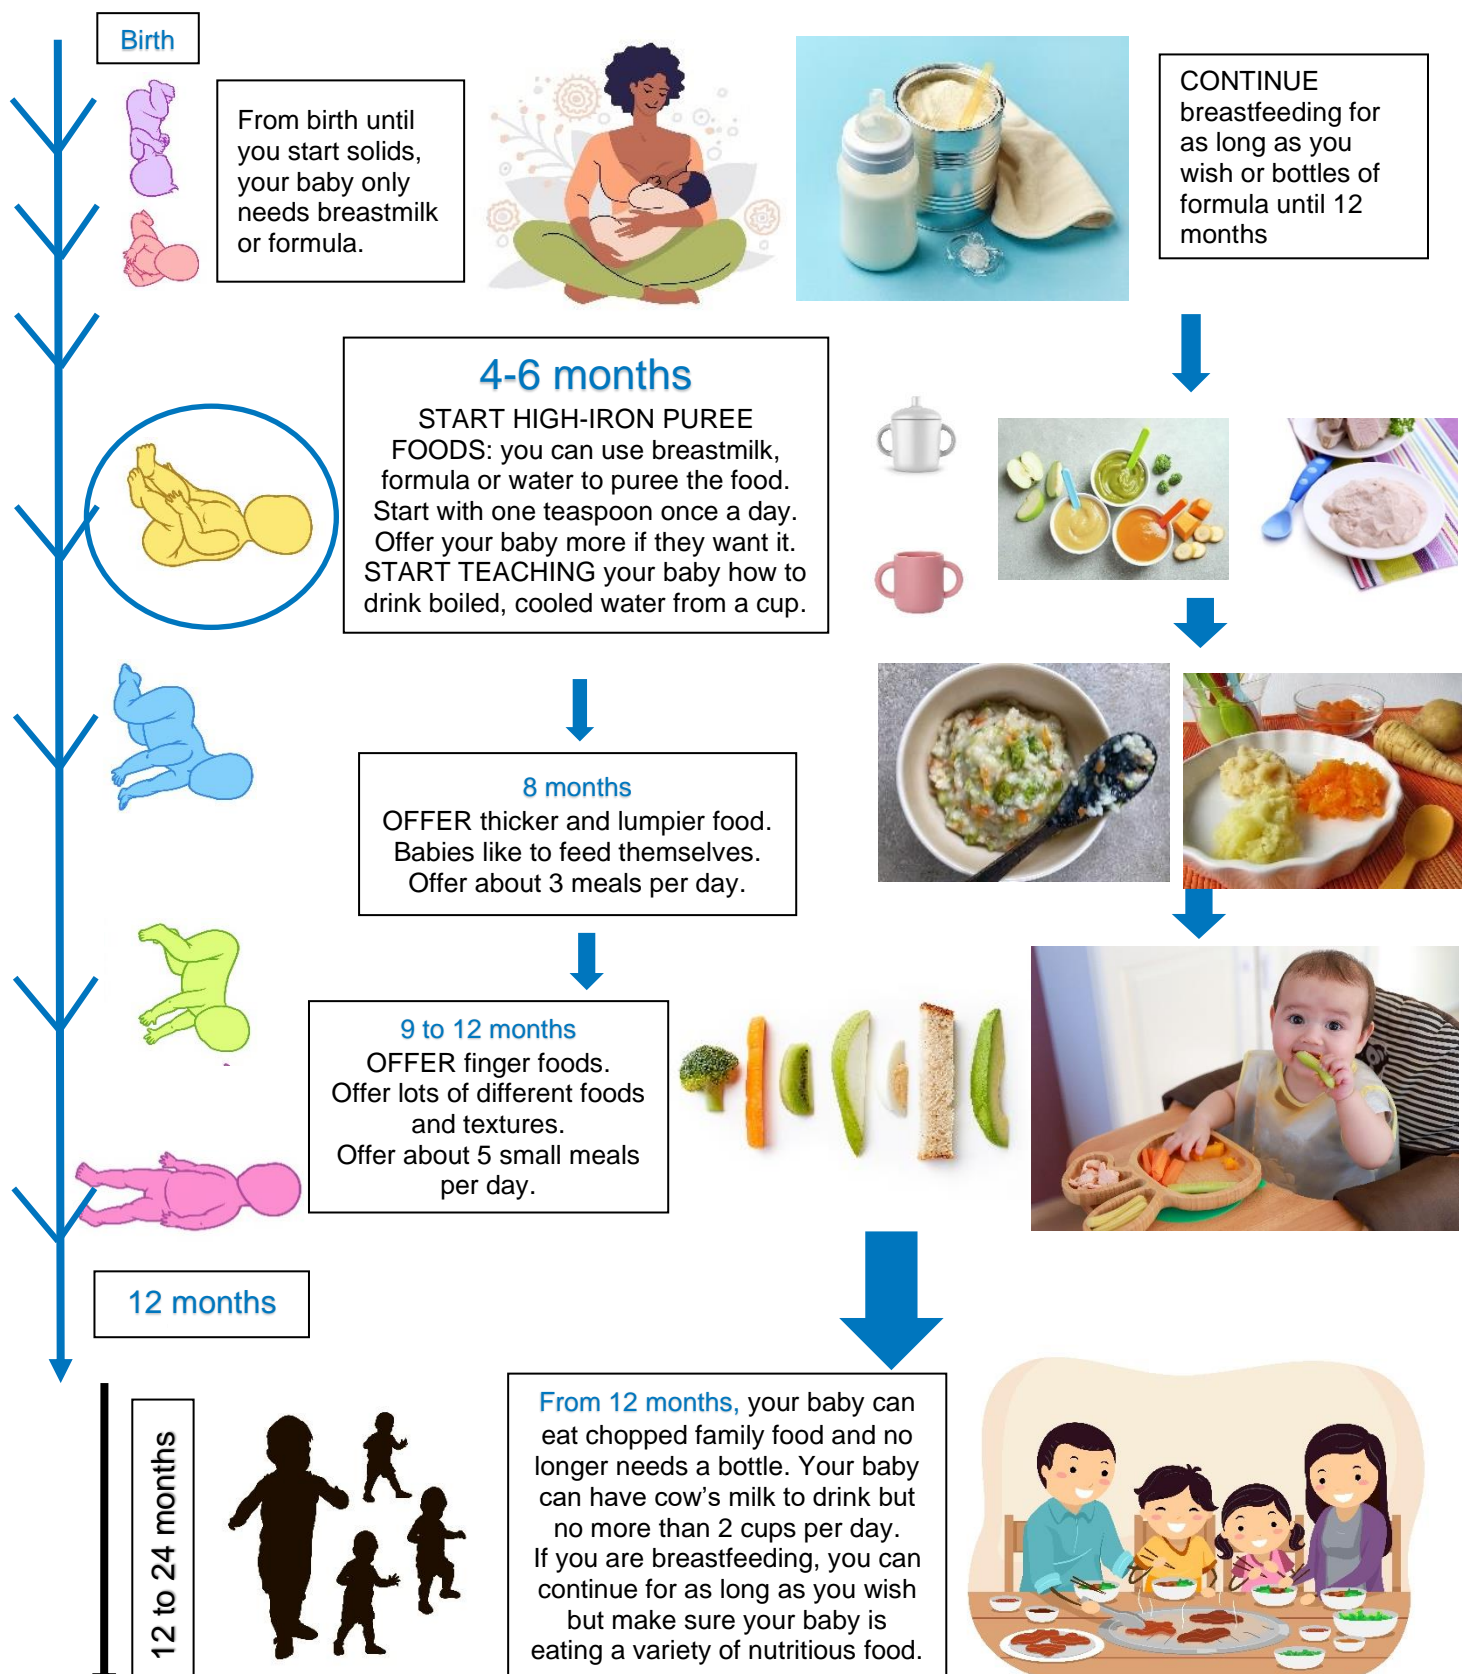 Birth
From birth until
you start solids,
your baby only
needs breastmilk
or formula.
CONTINUE
breastfeeding for
as long as you
wish or bottles of
formula until 12
months
4-6 months
START HIGH-IRON PUREE
FOODS: you can use breastmilk,
formula or water to puree the food.
Start with one teaspoon once a day.
Offer your baby more if they want it.
START TEACHING your baby how to
drink boiled, cooled water from a cup.
8 months
OFFER thicker and lumpier food.
Babies like to feed themselves.
Offer about 3 meals per day.
9 to 12 months
OFFER finger foods.
Offer lots of different foods
and textures.
Offer about 5 small meals
per day.
12 months
12 to 24 months
From 12 months, your baby can
eat chopped family food and no
longer needs a bottle. Your baby
can have cow’s milk to drink but
no more than 2 cups per day.
If you are breastfeeding, you can
continue for as long as you wish
but make sure your baby is
eating a variety of nutritious food.